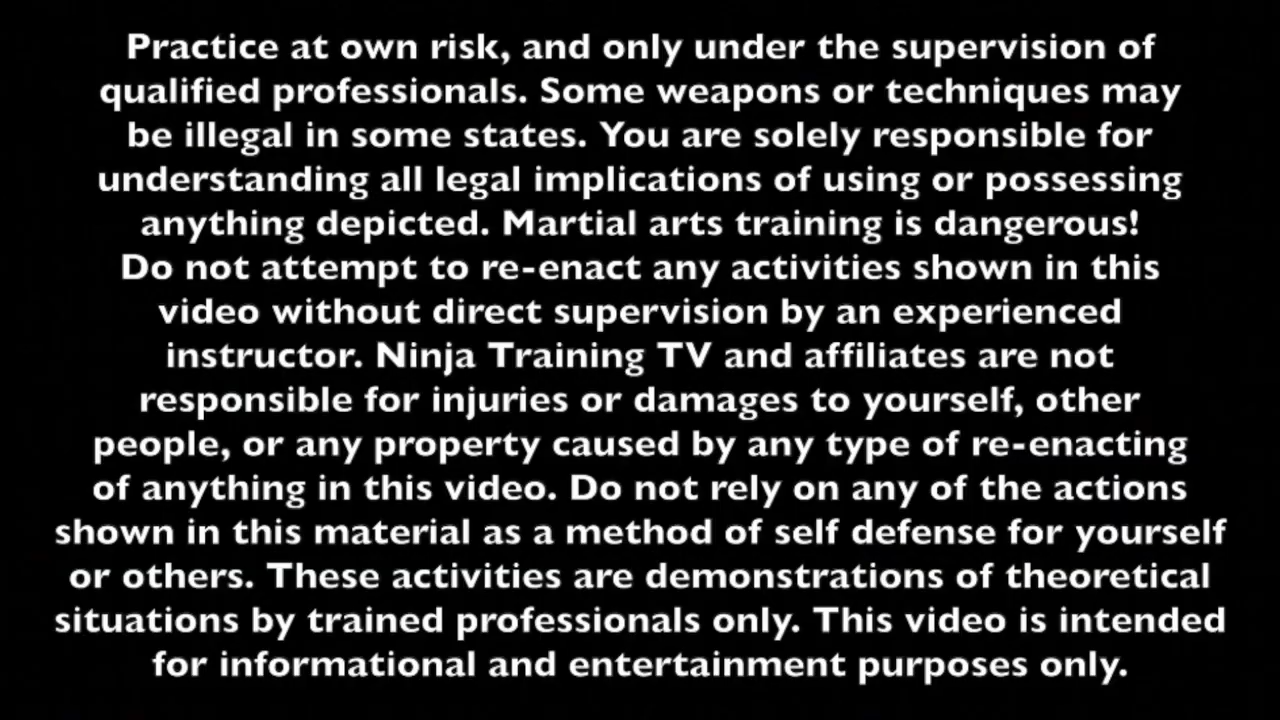 Practice at own risk, and only under the supervision of
qualified professionals. Some weapons or techniques may
be illegal in some states. You are solely responsible for
understanding all legal implications of using or possessing
anything depicted. Martial arts training is dangerous!
Do not attempt to re-enact any activities shown in this
video without direct supervision by an experienced
instructor. Ninja Training TV and affiliates are not
responsible for injuries or damages to yourself, other
people, or any property caused by any type of re-enacting
of anything in this video. Do not rely on any of the actions
shown in this material as a method of self defense for yourself
or others. These activities are demonstrations of theoretical
situations by trained professionals only. This video is intended
for informational and entertainment purposes only.